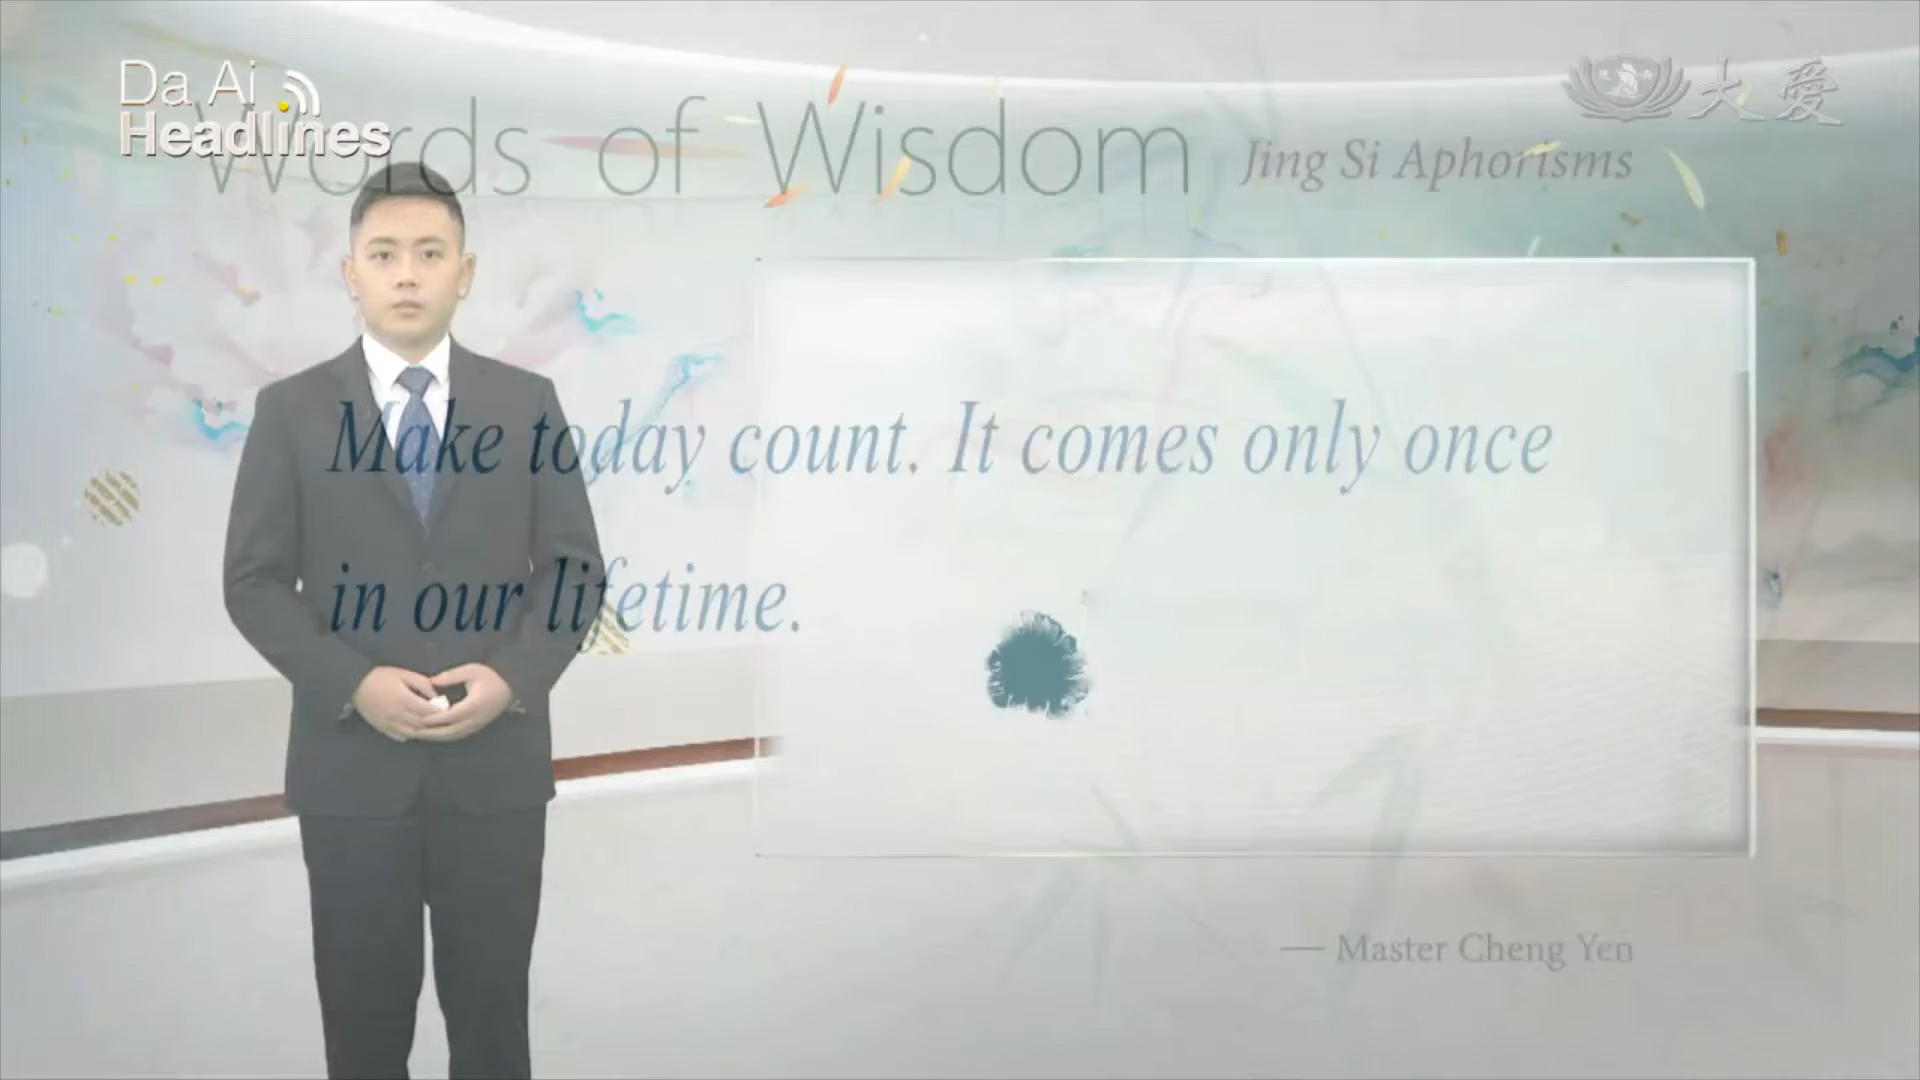 Da Ai
Headlines
大愛
Words of Wisdom
Jing Si Aphorisms
Make today count. It comes only once
in our lifetime.
— Master Cheng Yen